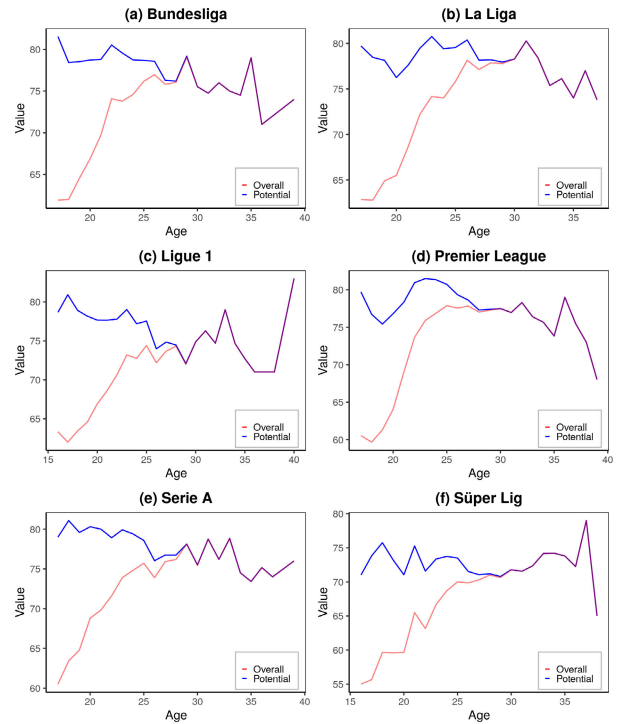 (a) Bundesliga
Value
80
75
70
65
20
25
30
35
40
Age
Overall
Potential
(b) La Liga
Value
80
75
70
65
20
25
30
35
Age
Overall
Potential
(c) Ligue 1
Value
80
75
70
65
15
20
25
30
35
40
Age
Overall
Potential
(d) Premier League
Value
80
75
70
65
60
20
25
30
35
40
Age
Overall
Potential
(e) Serie A
Value
80
75
70
65
60
20
25
30
35
40
Age
Overall
Potential
(f) Süper Lig
Value
80
75
70
65
60
55
15
20
25
30
35
Age
Overall
Potential